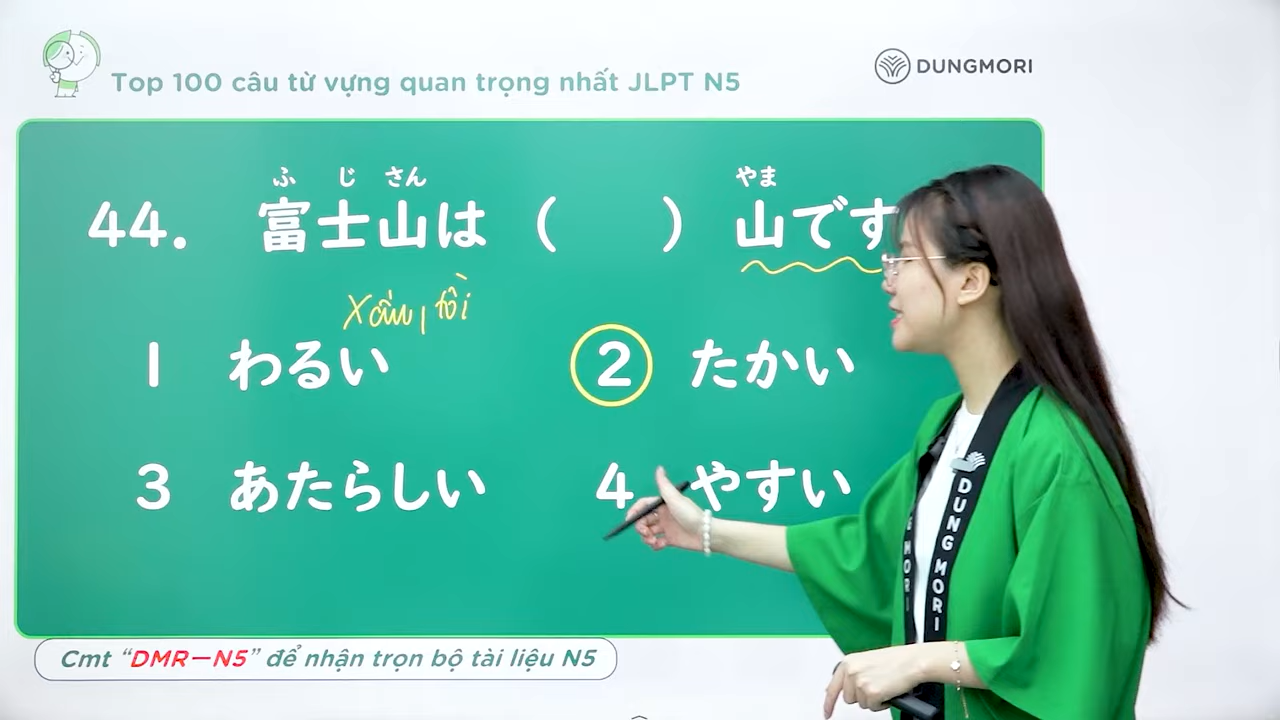 Top 100 câu từ vựng quan trọng nhất JLPT N5
DUNGMORI
ふ じ さん やま
44. 富士山は ( ) 山です
Xấu, tồi
1 わるい
2 たかい
3 あたらしい
4 やすい
Cmt “DMR-N5” để nhận trọn bộ tài liệu N5
DUNG MORI